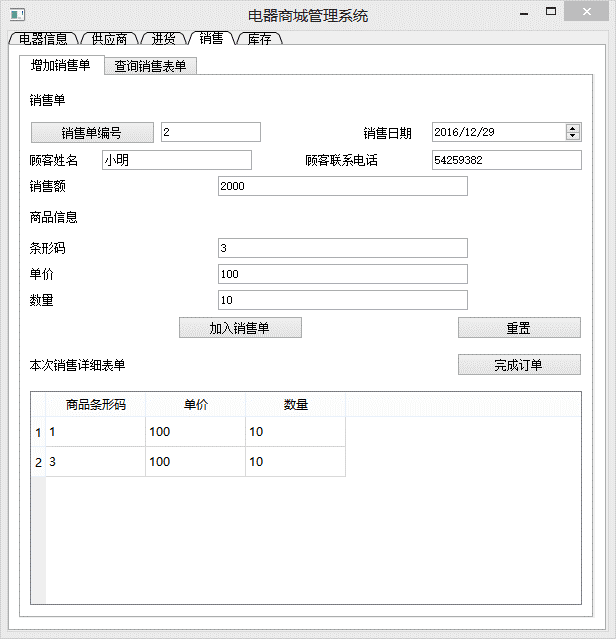 电器商城管理系统
电器信息 供应商 进货 销售 库存
增加销售单 查询销售表单
销售单
销售单编号 2 销售日期 2016/12/29
顾客姓名 小明 顾客联系电话 54259382
销售额 2000
商品信息
条形码 3
单价 100
数量 10
加入销售单 重置
本次销售详细表单 完成订单
商品条形码 单价 数量
1 1 100 10
2 3 100 10